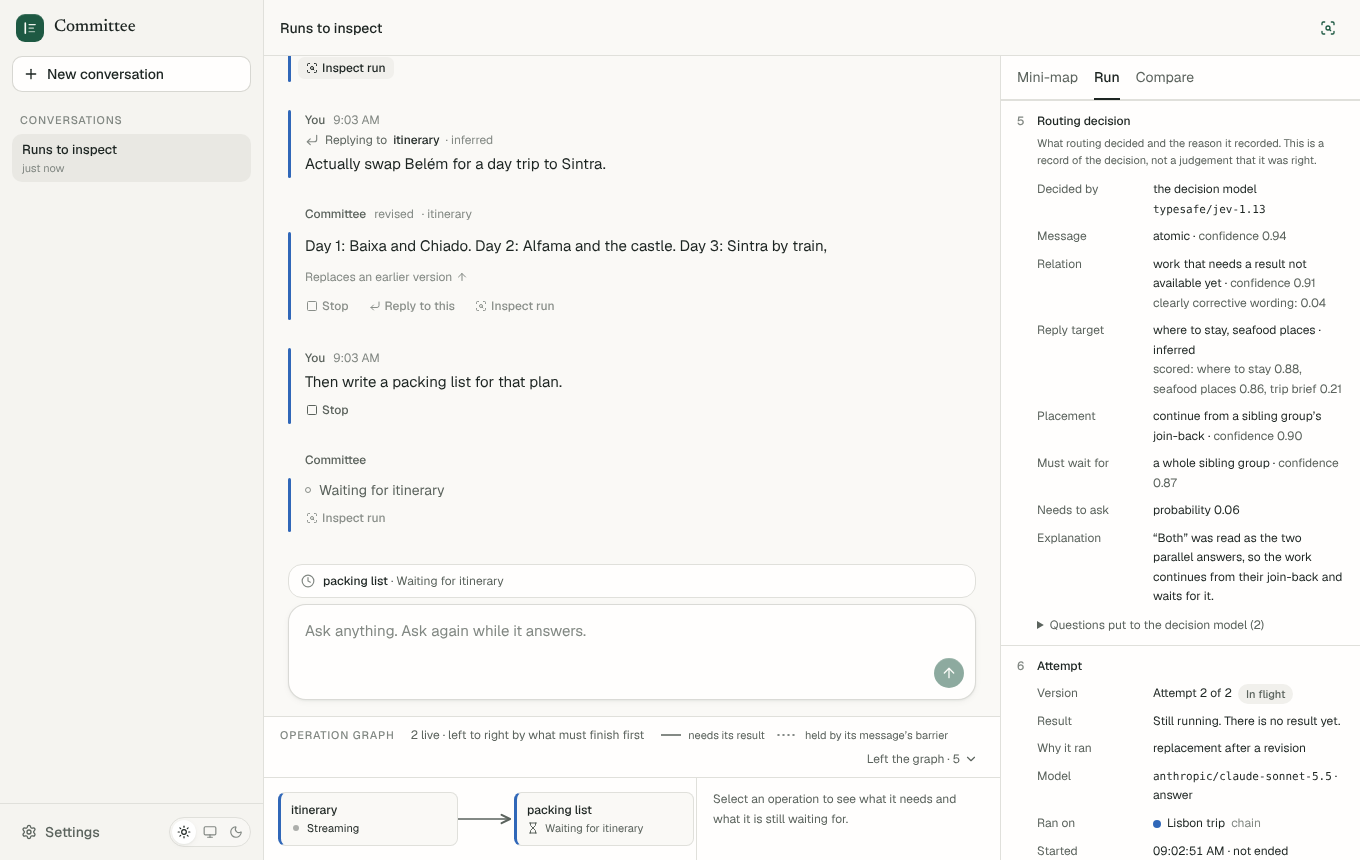 Committee
New conversation
CONVERSATIONS
Runs to inspect
just now
Settings
Runs to inspect
Inspect run
You 9:03 AM
Replying to itinerary · inferred
Actually swap Belém for a day trip to Sintra.
Committee revised · itinerary
Day 1: Baixa and Chiado. Day 2: Alfama and the castle. Day 3: Sintra by train,
Replaces an earlier version ↑
Stop Reply to this Inspect run
You 9:03 AM
Then write a packing list for that plan.
Stop
Committee
Waiting for itinerary
Inspect run
packing list · Waiting for itinerary
Ask anything. Ask again while it answers.
OPERATION GRAPH 2 live · left to right by what must finish first needs its result held by its message's barrier
Left the graph · 5
itinerary
Streaming
packing list
Waiting for itinerary
Select an operation to see what it needs and
what it is still waiting for.
Mini-map Run Compare
5 Routing decision
What routing decided and the reason it recorded. This is a
record of the decision, not a judgement that it was right.
Decided by the decision model
typesafe/jev-1.13
Message atomic · confidence 0.94
Relation work that needs a result not
available yet · confidence 0.91
clearly corrective wording: 0.04
Reply target where to stay, seafood places ·
inferred
scored: where to stay 0.88,
seafood places 0.86, trip brief 0.21
Placement continue from a sibling group's
join-back · confidence 0.90
Must wait for a whole sibling group · confidence
0.87
Needs to ask probability 0.06
Explanation “Both” was read as the two
parallel answers, so the work
continues from their join-back and
waits for it.
Questions put to the decision model (2)
6 Attempt
Version Attempt 2 of 2 In flight
Result Still running. There is no result yet.
Why it ran replacement after a revision
Model anthropic/claude-sonnet-5.5 ·
answer
Ran on Lisbon trip chain
Started 09:02:51 AM · not ended